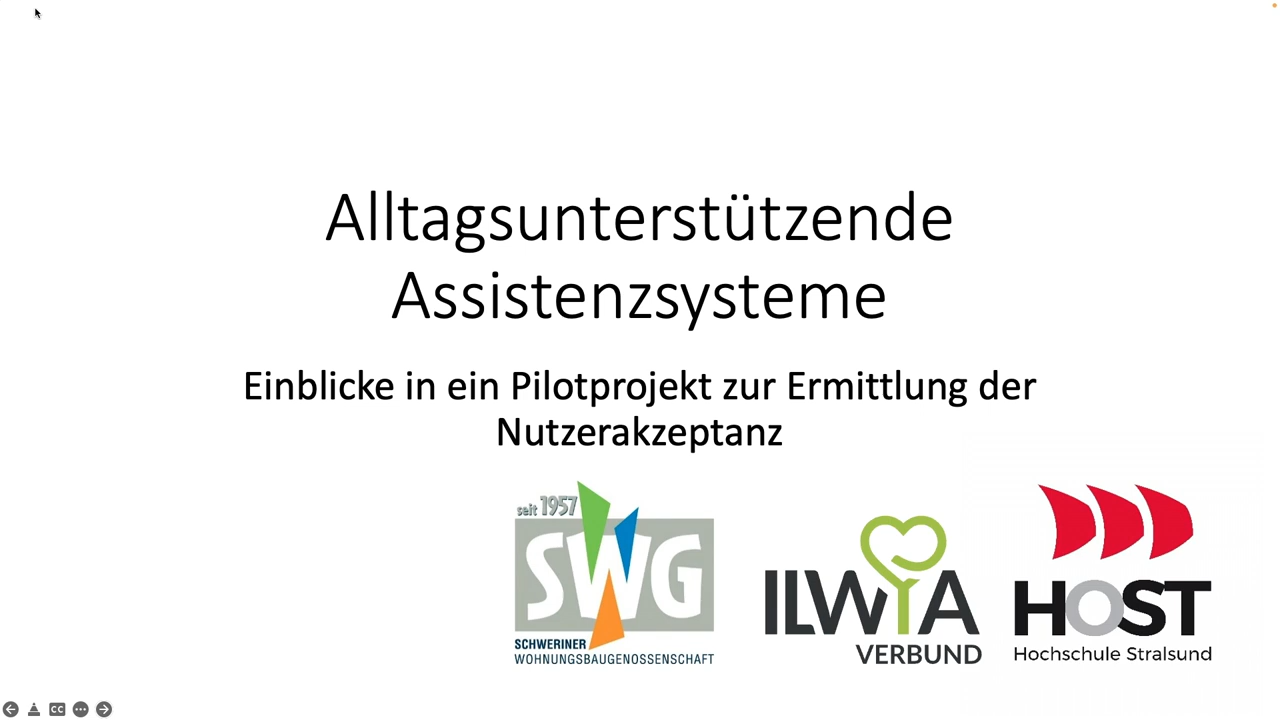 Alltagsunterstützende
Assistenzsysteme
Einblicke in ein Pilotprojekt zur Ermittlung der
Nutzerakzeptanz
seit 1957
SWG
SCHWERINER
WOHNUNGSBAUGENOSSENSCHAFT
ILWiA
VERBUND
HOST
Hochschule Stralsund
CC